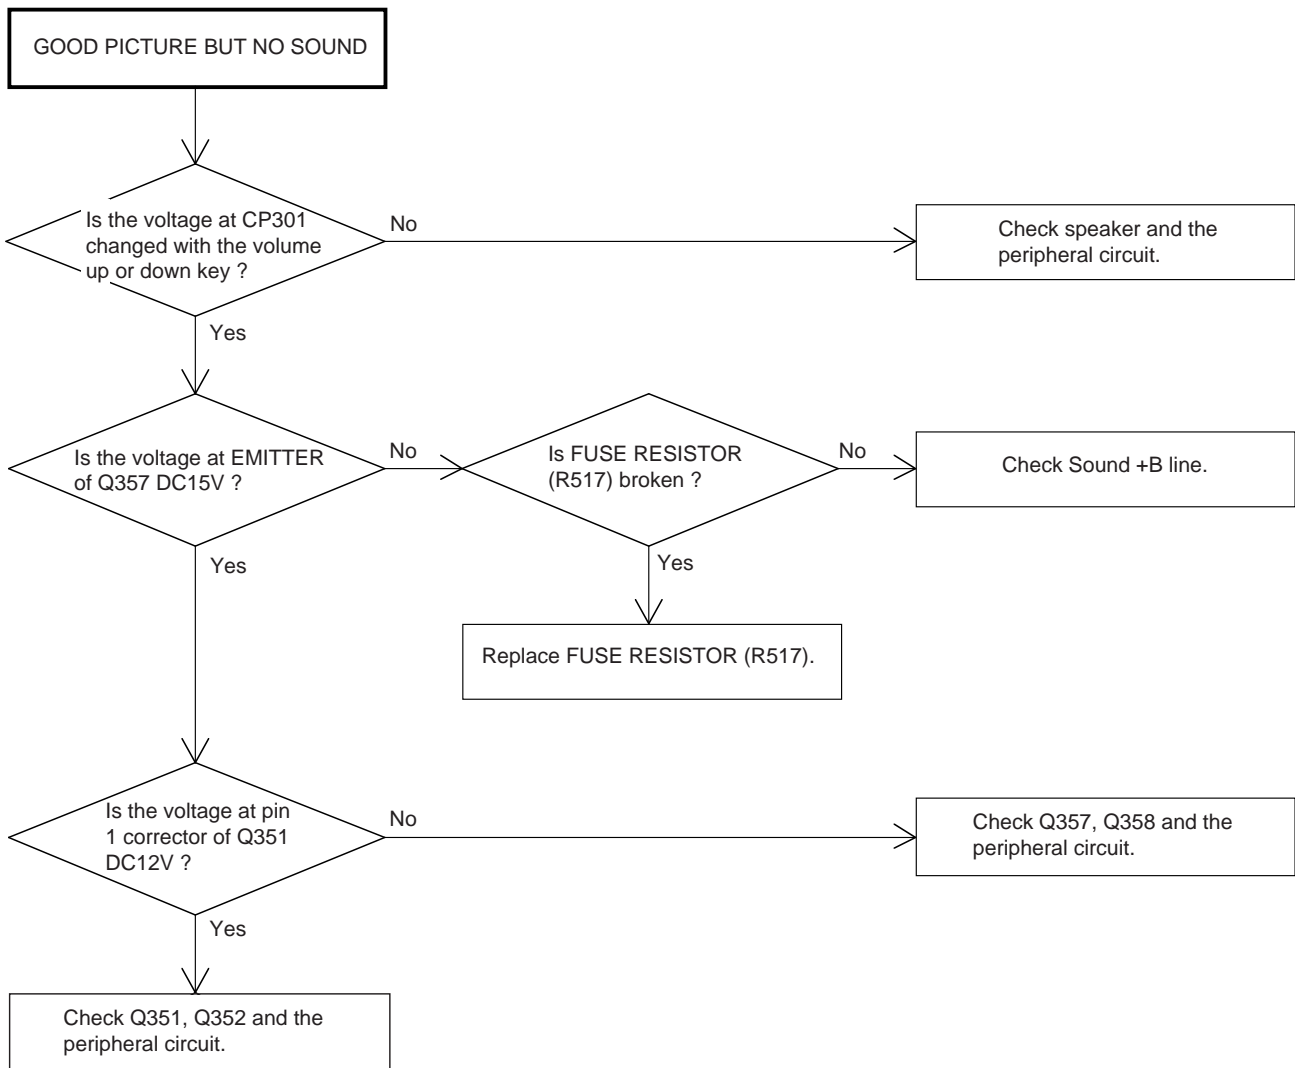 GOOD PICTURE BUT NO SOUND
Is the voltage at CP301
changed with the volume
up or down key ?
No
Check speaker and the
peripheral circuit.
Yes
Is the voltage at EMITTER
of Q357 DC15V ?
No
Is FUSE RESISTOR
(R517) broken ?
No
Check Sound +B line.
Yes
Yes
Replace FUSE RESISTOR (R517).
Is the voltage at pin
1 corrector of Q351
DC12V ?
No
Check Q357, Q358 and the
peripheral circuit.
Yes
Check Q351, Q352 and the
peripheral circuit.